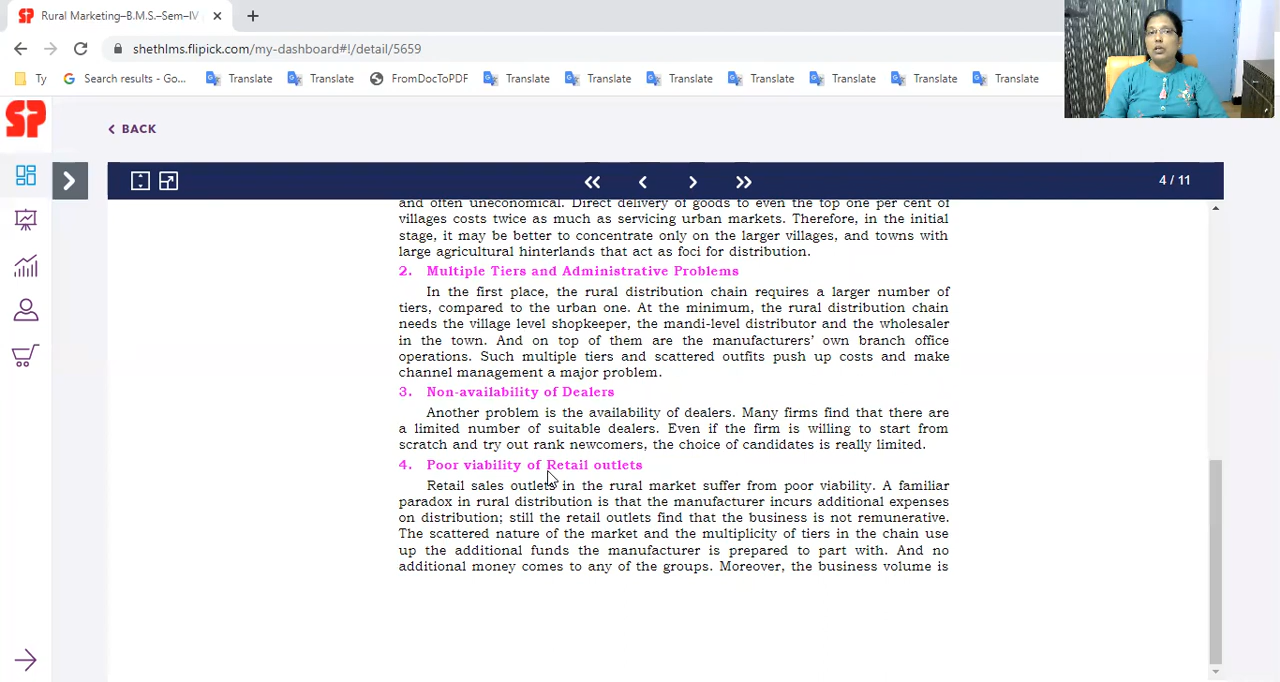 Rural Marketing–B.M.S.–Sem–IV
shethlms.flipick.com/my-dashboard#!/detail/5659
Ty Search results - Go... Translate Translate FromDocToPDF Translate Translate Translate Translate Translate Translate Translate
SP
BACK
4 / 11
and often uneconomical. Direct delivery of goods to even the top one per cent of
villages costs twice as much as servicing urban markets. Therefore, in the initial
stage, it may be better to concentrate only on the larger villages, and towns with
large agricultural hinterlands that act as foci for distribution.
2. Multiple Tiers and Administrative Problems
In the first place, the rural distribution chain requires a larger number of
tiers, compared to the urban one. At the minimum, the rural distribution chain
needs the village level shopkeeper, the mandi-level distributor and the wholesaler
in the town. And on top of them are the manufacturers' own branch office
operations. Such multiple tiers and scattered outfits push up costs and make
channel management a major problem.
3. Non-availability of Dealers
Another problem is the availability of dealers. Many firms find that there are
a limited number of suitable dealers. Even if the firm is willing to start from
scratch and try out rank newcomers, the choice of candidates is really limited.
4. Poor viability of Retail outlets
Retail sales outlets in the rural market suffer from poor viability. A familiar
paradox in rural distribution is that the manufacturer incurs additional expenses
on distribution; still the retail outlets find that the business is not remunerative.
The scattered nature of the market and the multiplicity of tiers in the chain use
up the additional funds the manufacturer is prepared to part with. And no
additional money comes to any of the groups. Moreover, the business volume is